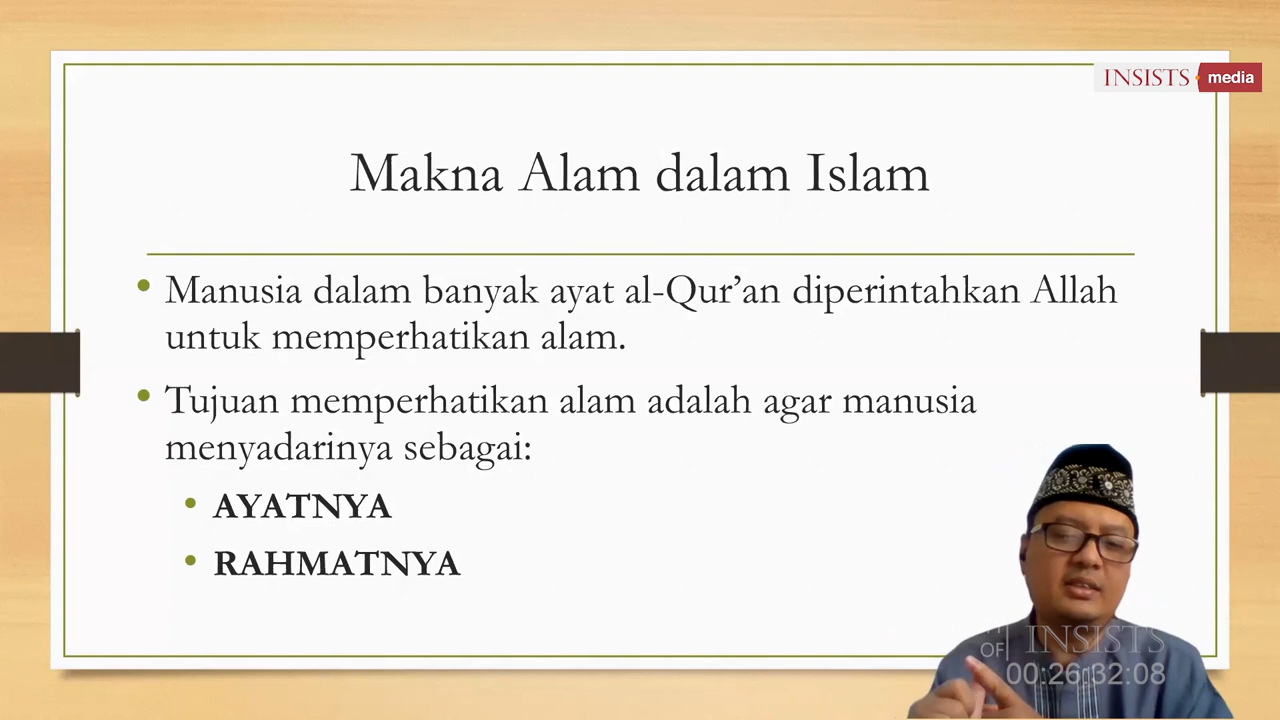 INSISTS media
Makna Alam dalam Islam
• Manusia dalam banyak ayat al-Qur’an diperintahkan Allah
untuk memperhatikan alam.
• Tujuan memperhatikan alam adalah agar manusia
menyadarinya sebagai:
• AYATNYA
• RAHMATNYA
OF INSISTS
00:26:32:08